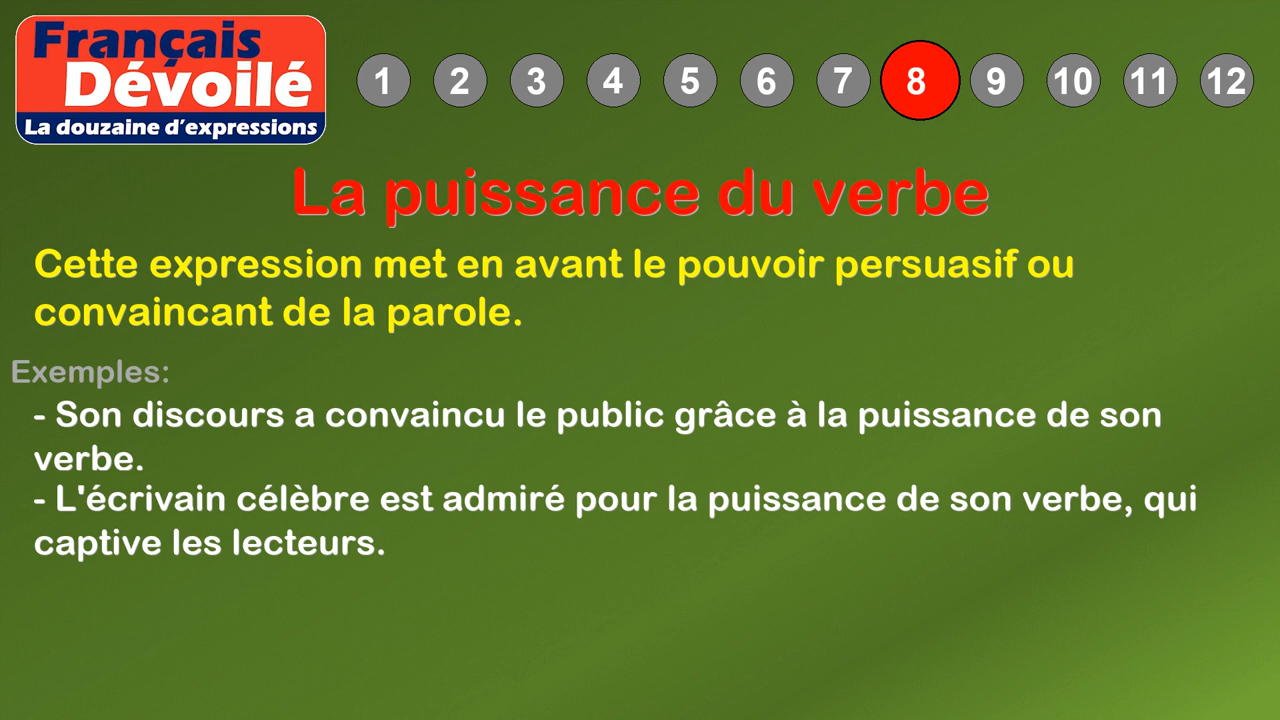 Français
Dévoilé
La douzaine d'expressions
1 2 3 4 5 6 7 8 9 10 11 12
La puissance du verbe
Cette expression met en avant le pouvoir persuasif ou
convaincant de la parole.
Exemples:
- Son discours a convaincu le public grâce à la puissance de son
verbe.
- L'écrivain célèbre est admiré pour la puissance de son verbe, qui
captive les lecteurs.